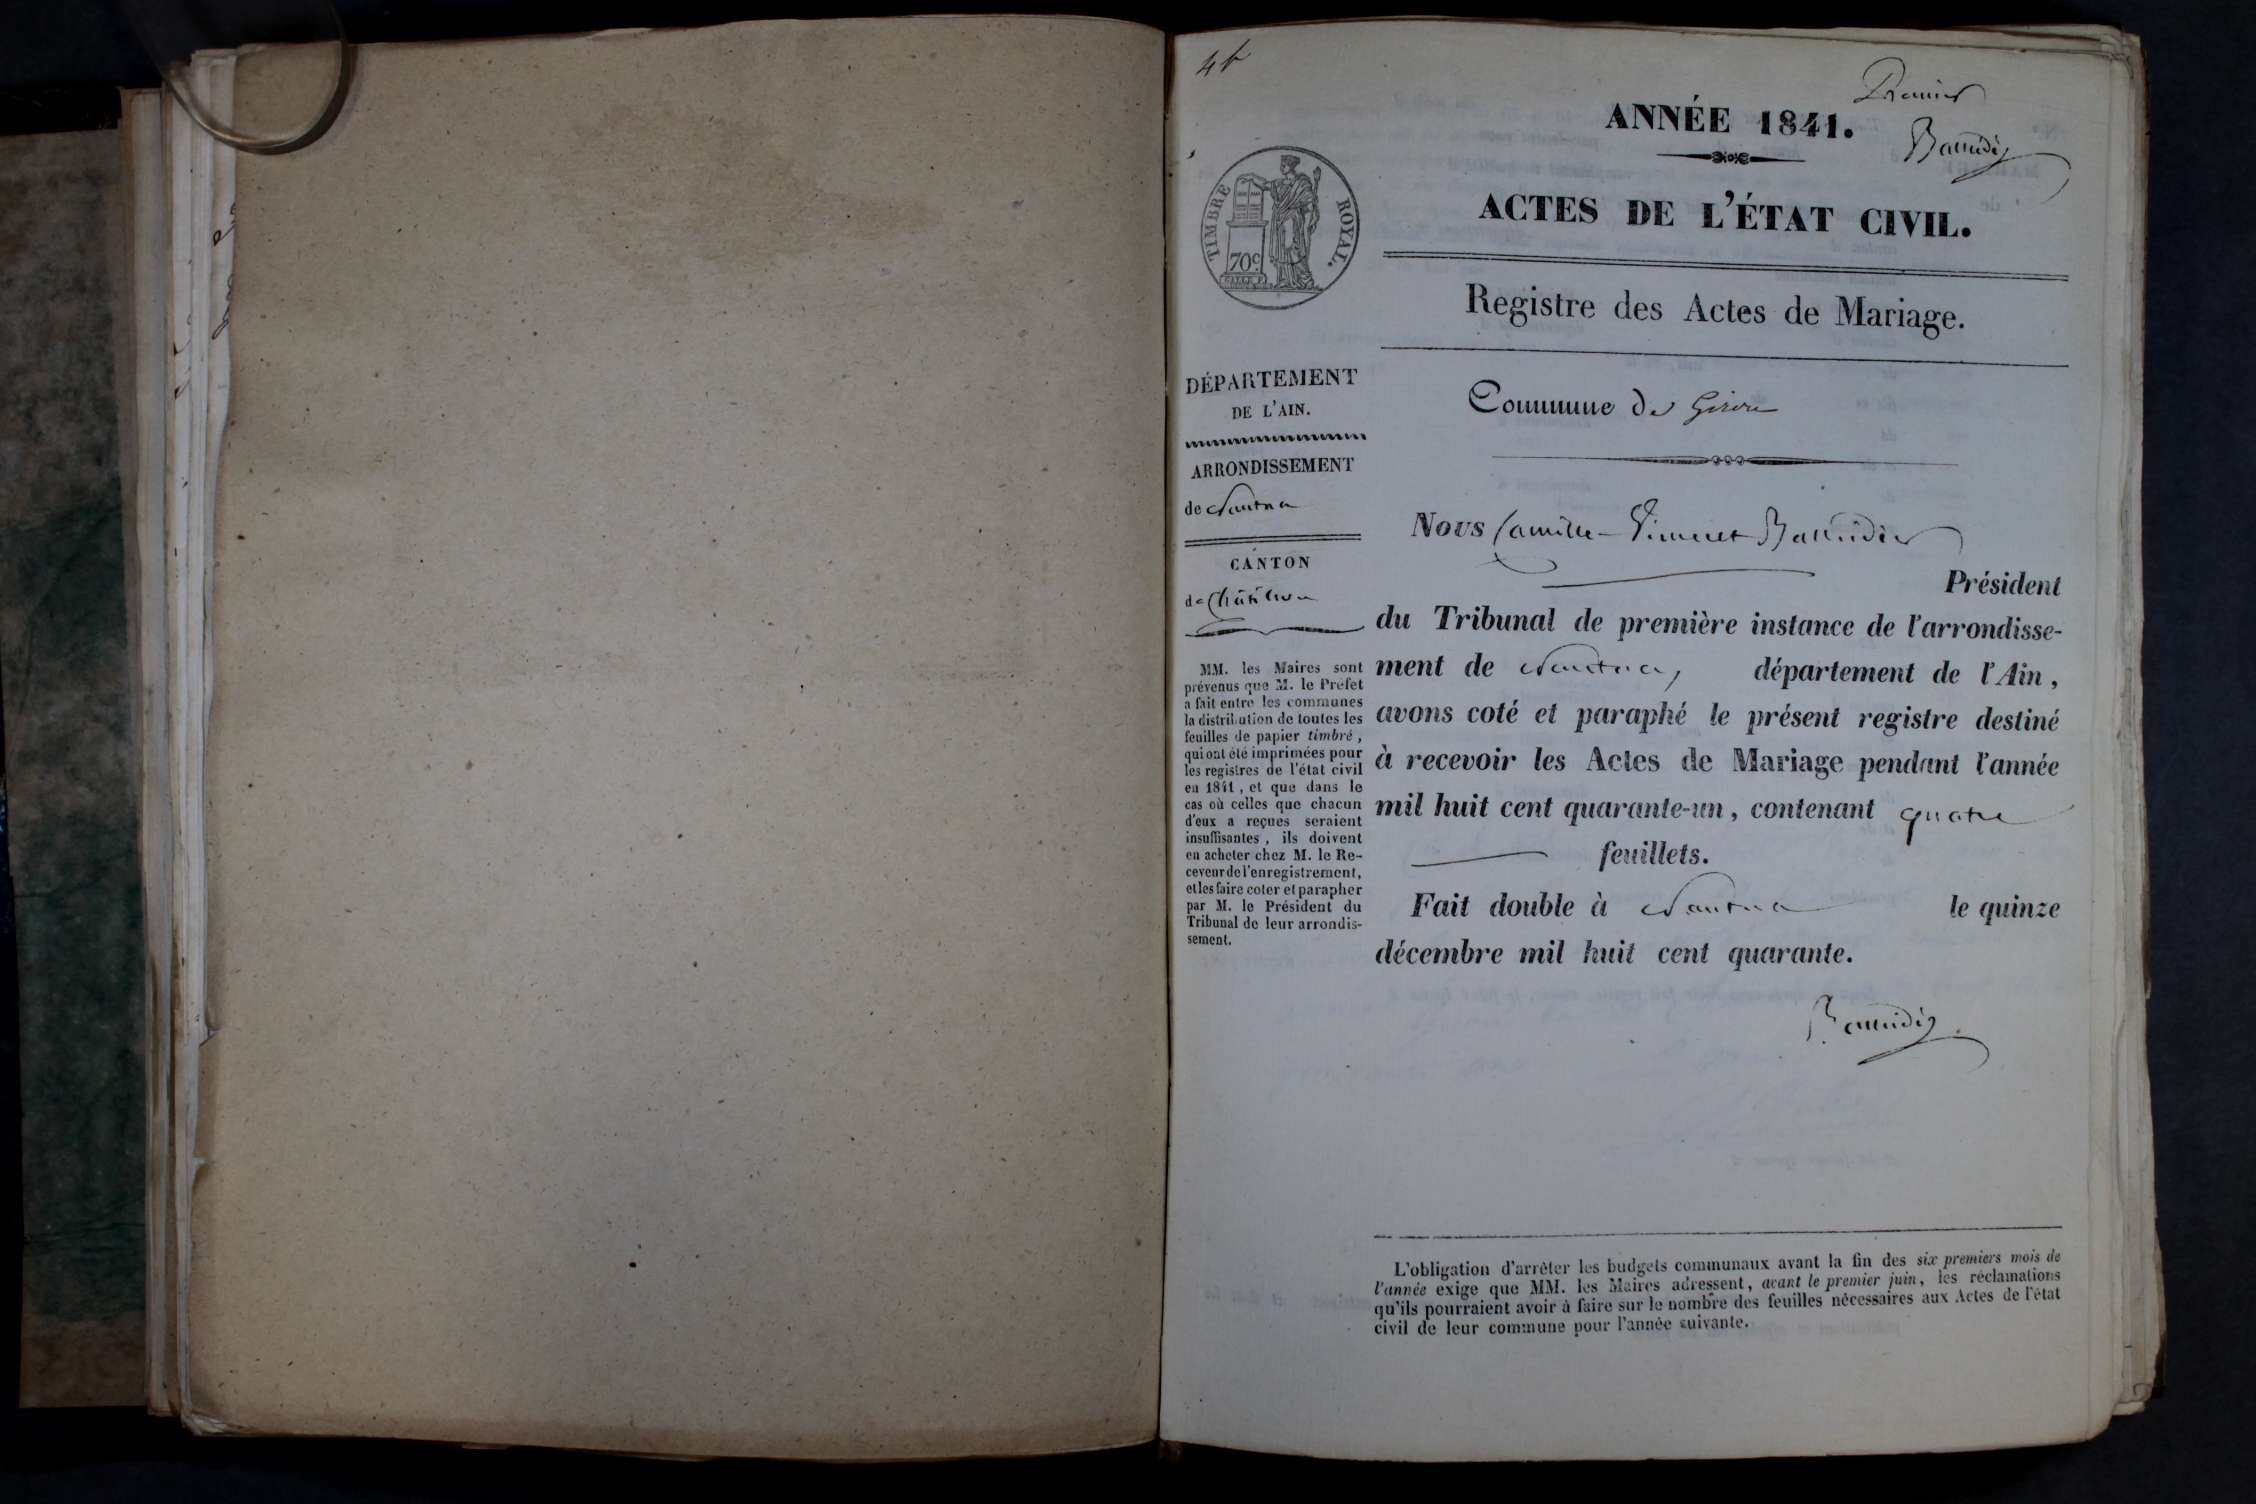 4 f
Premier
ANNÉE 1841.
Baudier
ACTES DE L'ÉTAT CIVIL.
TIMBRE ROYAL.
70c
Registre des Actes de Mariage.
DÉPARTEMENT
DE L'AIN.
ARRONDISSEMENT
de Nantua
CANTON
de Châtillon
MM. les Maires sont
prévenus que M. le Préfet
a fait entre les communes
la distribution de toutes les
feuilles de papier timbré,
qui ont été imprimées pour
les registres de l'état civil
en 1841, et que dans le
cas où celles que chacun
d'eux a reçues seraient
insuffisantes, ils doivent
en acheter chez M. le Re-
ceveur de l'enregistrement,
et les faire coter et parapher
par M. le Président du
Tribunal de leur arrondis-
sement.
Commune de Giron
Nous Camille-Vincent
Président
du Tribunal de première instance de l'arrondisse-
ment de Nantua, département de l'Ain,
avons coté et paraphé le présent registre destiné
à recevoir les Actes de Mariage pendant l'année
mil huit cent quarante-un, contenant quatre
feuillets.
Fait double à Nantua le quinze
décembre mil huit cent quarante.
L'obligation d'arrêter les budgets communaux avant la fin des six premiers mois de
l'année exige que MM. les Maires adressent, avant le premier juin, les réclamations
qu'ils pourraient avoir à faire sur le nombre des feuilles nécessaires aux Actes de l'état
civil de leur commune pour l'année suivante.